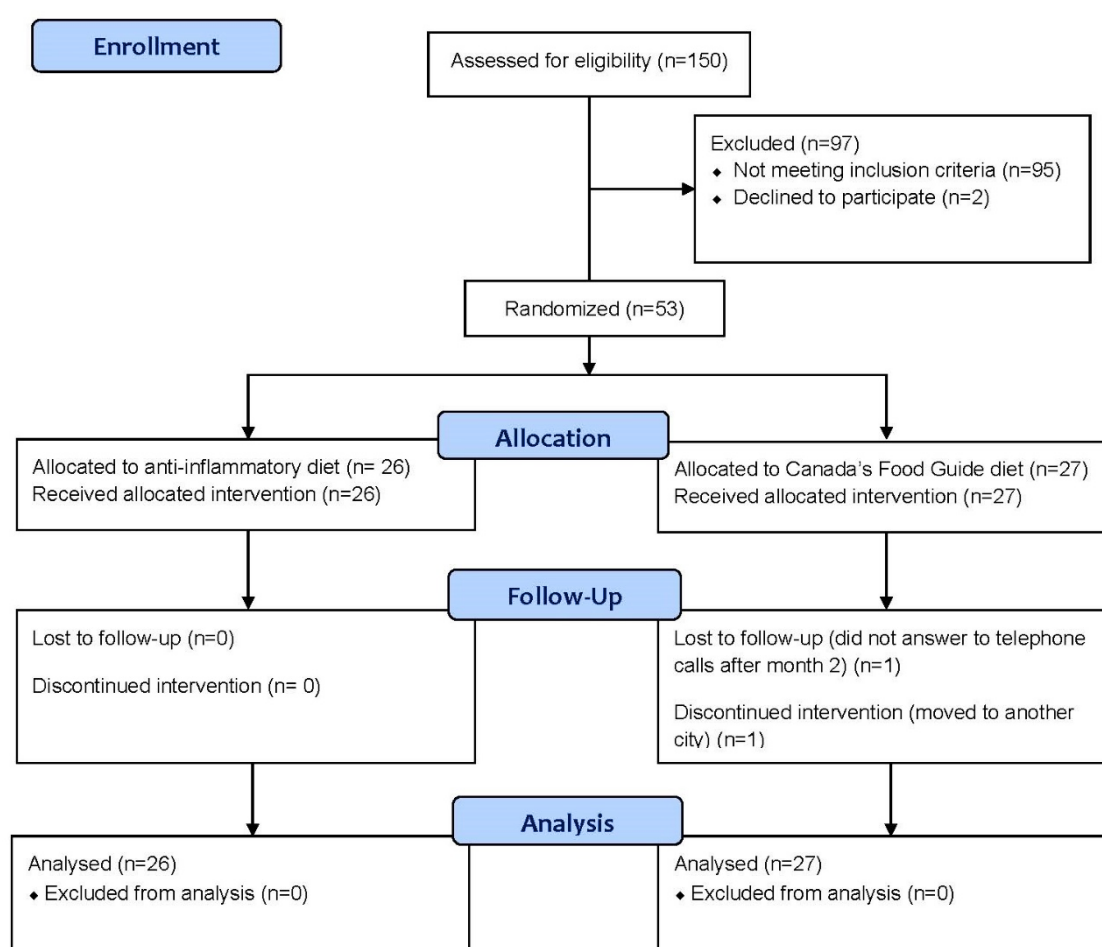 Enrollment
Assessed for eligibility (n=150)
Excluded (n=97)
⬥ Not meeting inclusion criteria (n=95)
⬥ Declined to participate (n=2)
Randomized (n=53)
Allocation
Allocated to anti-inflammatory diet (n= 26)
Received allocated intervention (n=26)
Allocated to Canada's Food Guide diet (n=27)
Received allocated intervention (n=27)
Follow-Up
Lost to follow-up (n=0)
Discontinued intervention (n= 0)
Lost to follow-up (did not answer to telephone
calls after month 2) (n=1)
Discontinued intervention (moved to another
city) (n=1)
Analysis
Analysed (n=26)
⬥ Excluded from analysis (n=0)
Analysed (n=27)
⬥ Excluded from analysis (n=0)